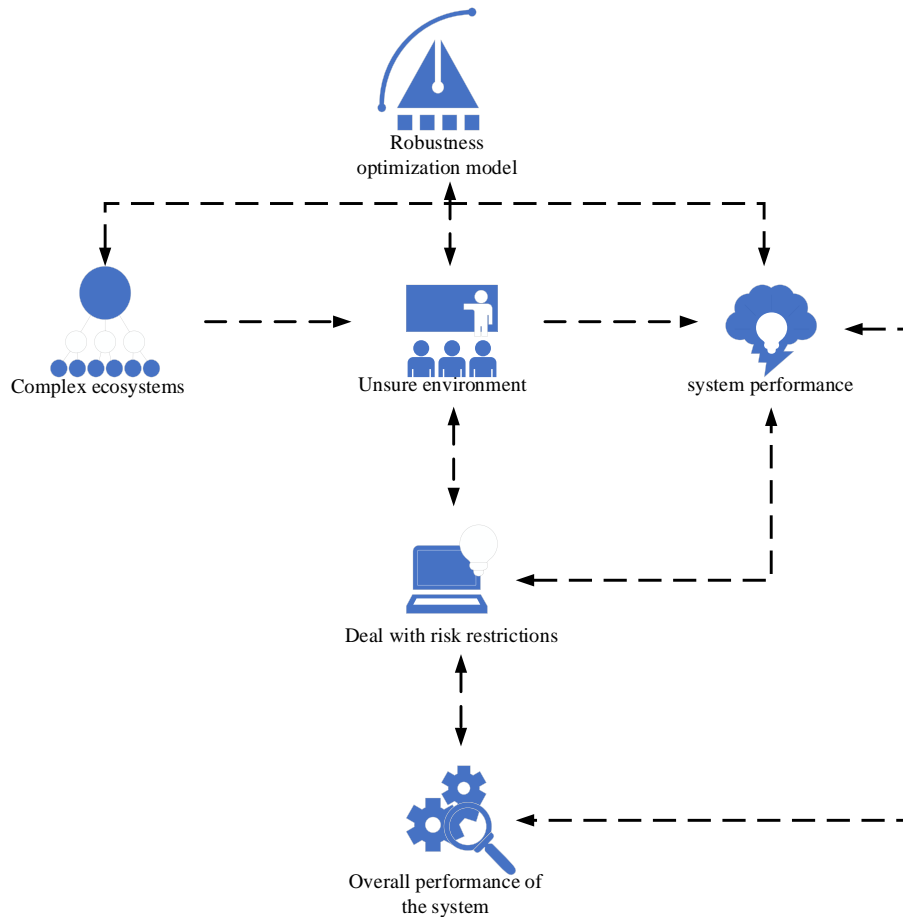 Robustness
optimization model
Complex ecosystems
Unsure environment
system performance
Deal with risk restrictions
Overall performance of
the system